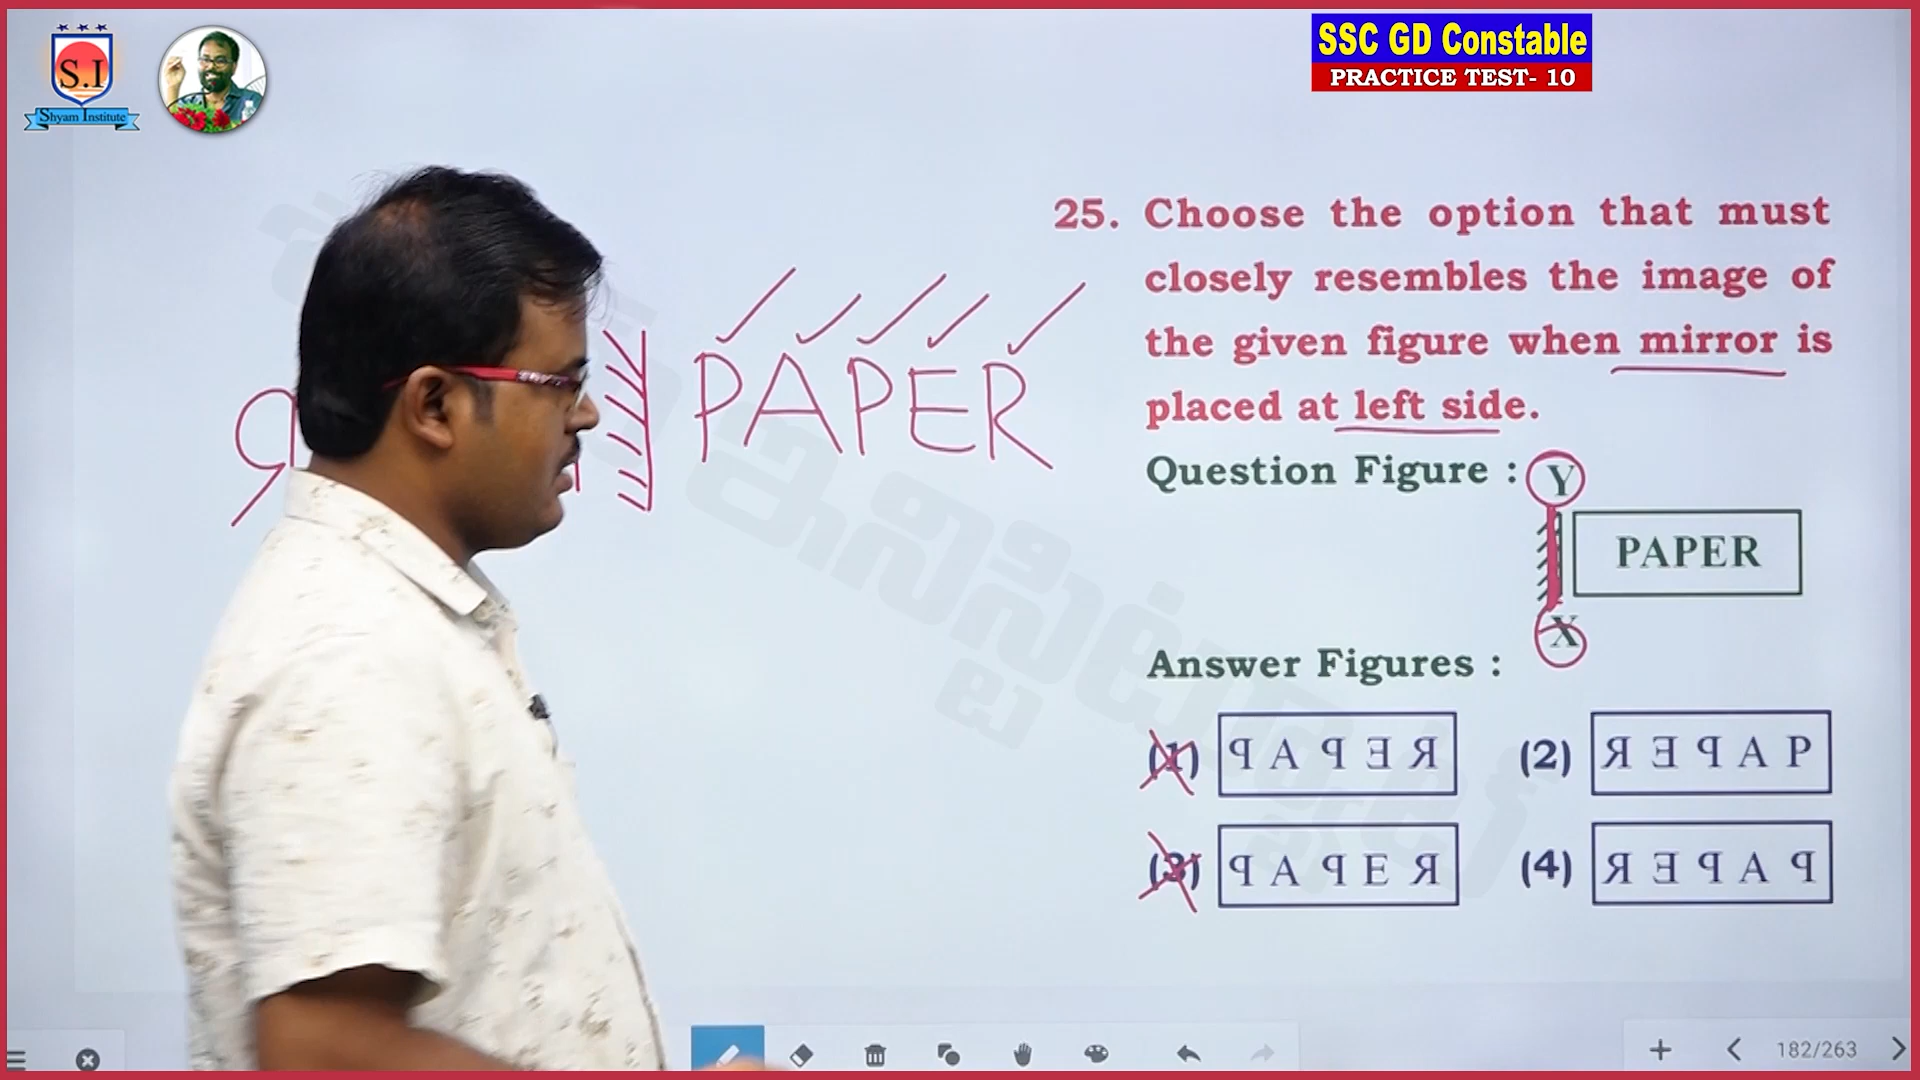 S.I
Shyam Institute
SSC GD Constable
PRACTICE TEST- 10
25. Choose the option that must
closely resembles the image of
the given figure when mirror is
placed at left side.
Question Figure : Y
PAPER
X
Answer Figures :
(1) ꟼ A ꟼ Ǝ Я (2) Я Ǝ ꟼ A P
(3) ꟼ A ꟼ E Я (4) Я Ǝ ꟼ A ꟼ
PAPER
Я
182/263